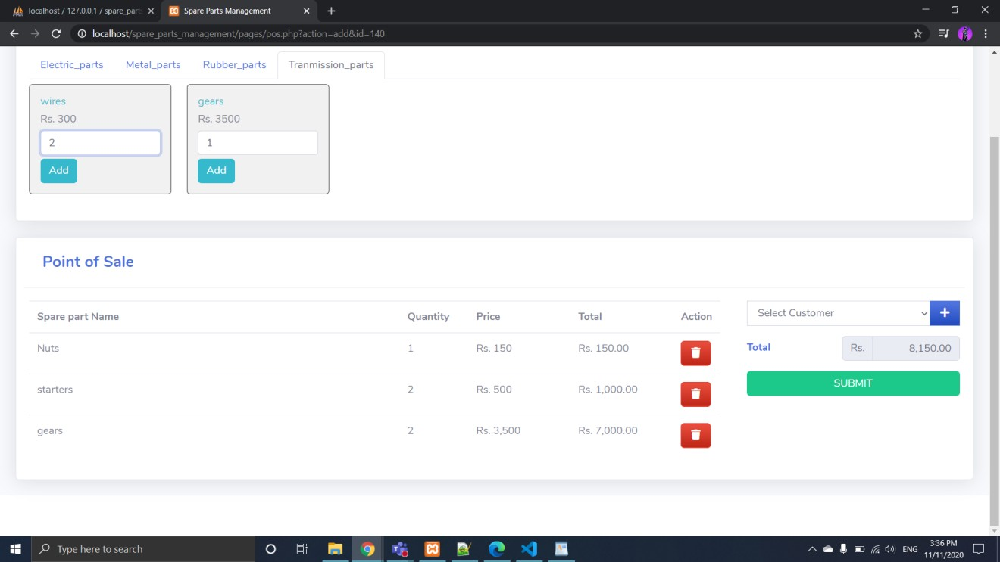 localhost / 127.0.0.1 / spare_part
Spare Parts Management
localhost/spare_parts_management/pages/pos.php?action=add&id=140
Electric_parts Metal_parts Rubber_parts Tranmission_parts
wires gears
Rs. 300 Rs. 3500
2 1
Add Add
Point of Sale
Spare part Name Quantity Price Total Action
Select Customer
Nuts 1 Rs. 150 Rs. 150.00
Total Rs. 8,150.00
starters 2 Rs. 500 Rs. 1,000.00
SUBMIT
gears 2 Rs. 3,500 Rs. 7,000.00
Type here to search
ENG
3:36 PM
11/11/2020